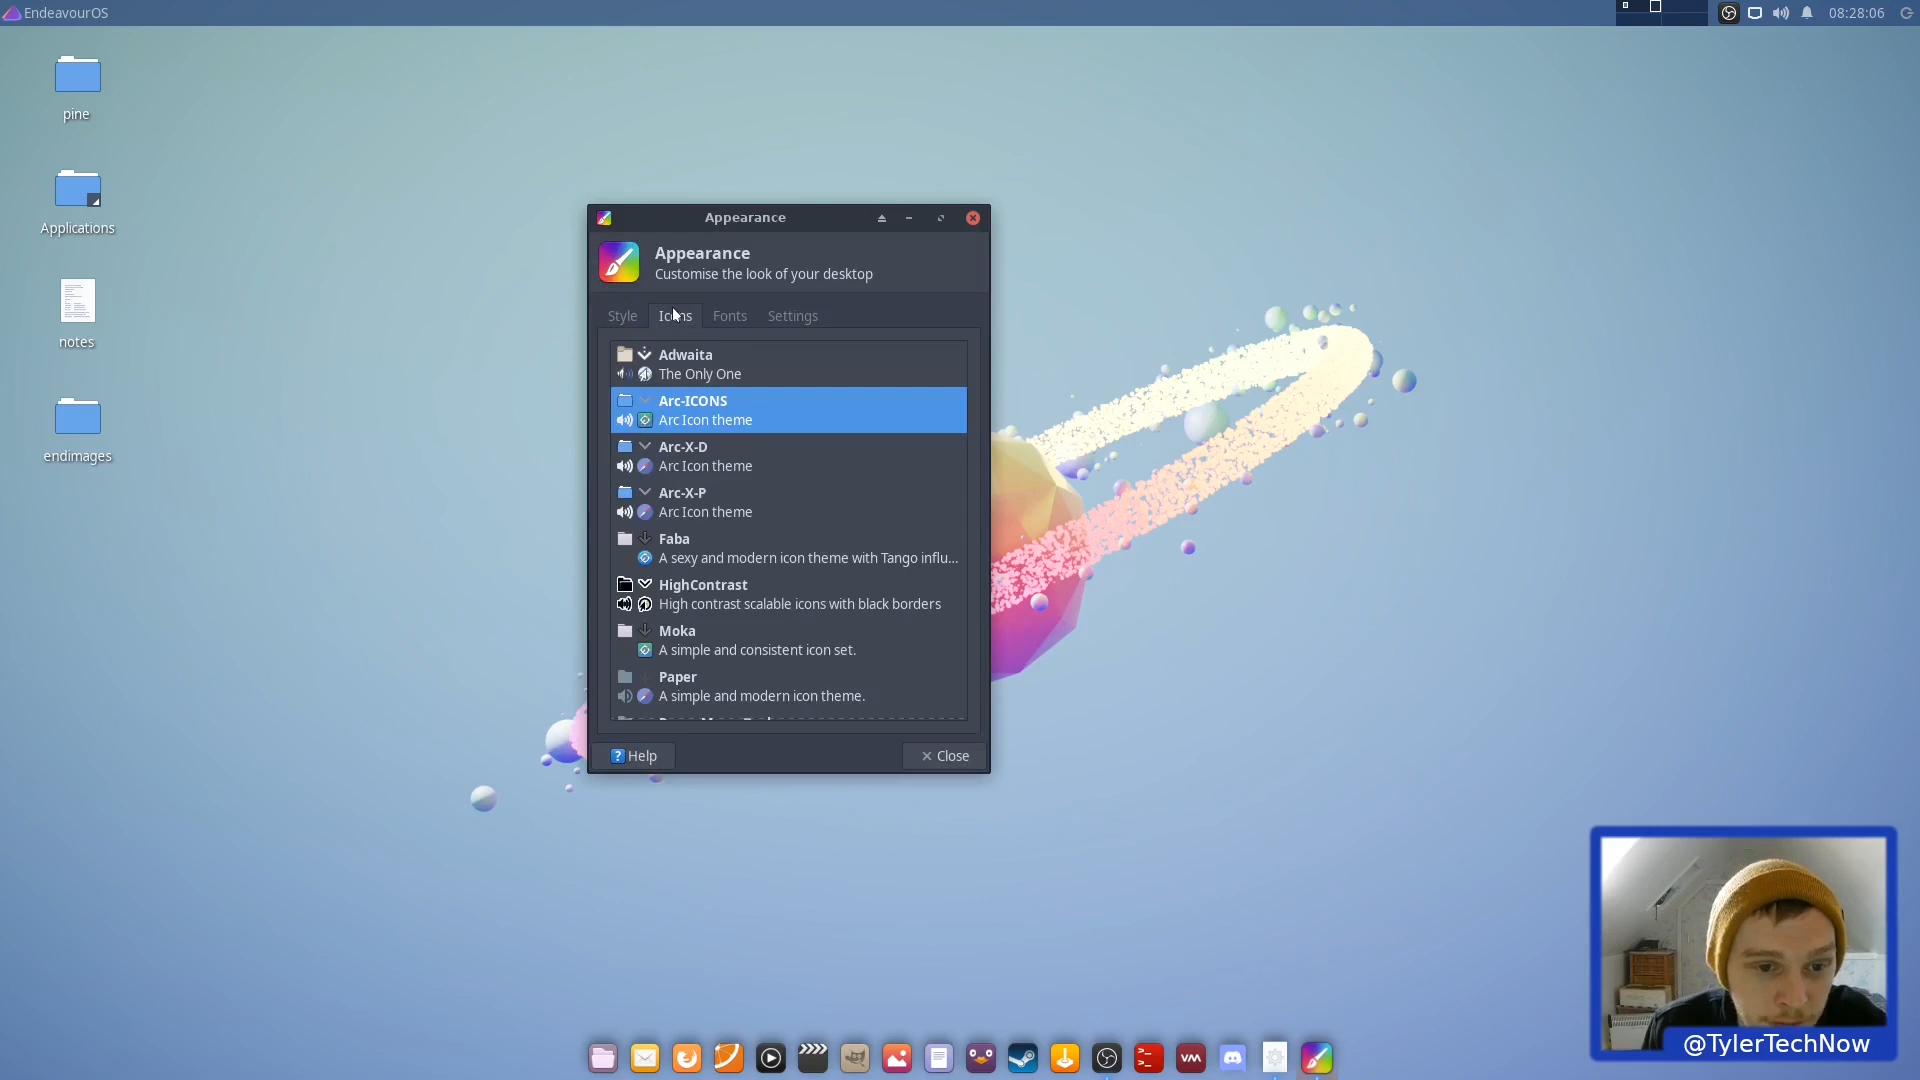 EndeavourOS
08:28:06
pine
Applications
notes
endimages
Appearance
Appearance
Customise the look of your desktop
Style
Icons
Fonts
Settings
Adwaita
The Only One
Arc-ICONS
Arc Icon theme
Arc-X-D
Arc Icon theme
Arc-X-P
Arc Icon theme
Faba
A sexy and modern icon theme with Tango influ...
HighContrast
High contrast scalable icons with black borders
Moka
A simple and consistent icon set.
Paper
A simple and modern icon theme.
? Help
Close
@TylerTechNow